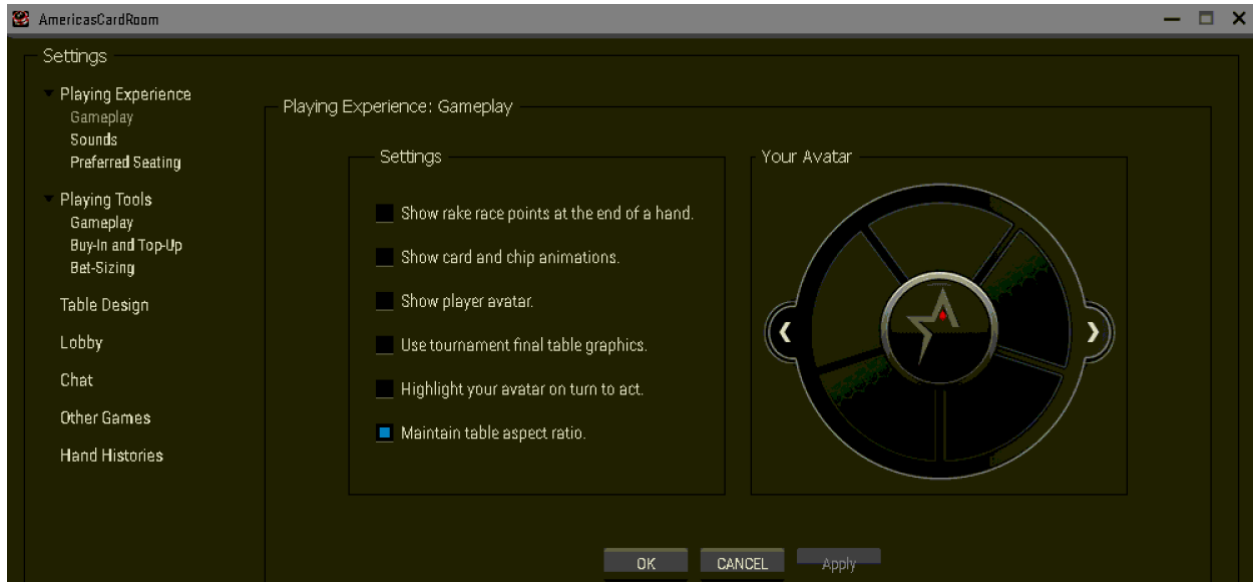 AmericasCardRoom
Settings
Playing Experience
Gameplay
Sounds
Preferred Seating
Playing Tools
Gameplay
Buy-In and Top-Up
Bet-Sizing
Table Design
Lobby
Chat
Other Games
Hand Histories
Playing Experience: Gameplay
Settings
Show rake race points at the end of a hand.
Show card and chip animations.
Show player avatar.
Use tournament final table graphics.
Highlight your avatar on turn to act.
Maintain table aspect ratio.
Your Avatar
OK CANCEL Apply